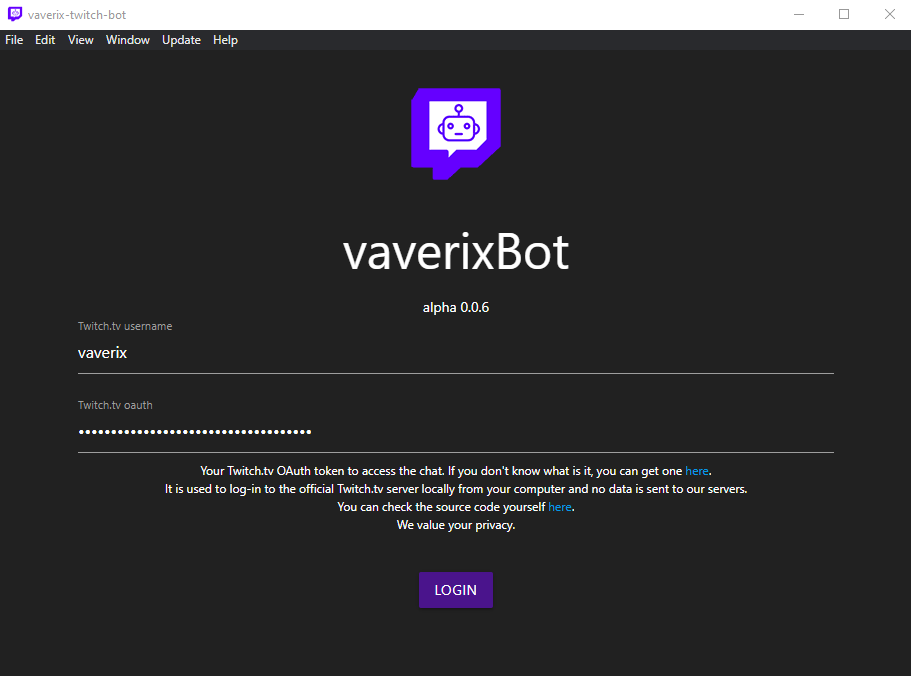 vaverix-twitch-bot
File Edit View Window Update Help
vaverixBot
alpha 0.0.6
Twitch.tv username
vaverix
Twitch.tv oauth
••••••••••••••••••••••••••••••••••••
Your Twitch.tv OAuth token to access the chat. If you don't know what is it, you can get one here.
It is used to log-in to the official Twitch.tv server locally from your computer and no data is sent to our servers.
You can check the source code yourself here.
We value your privacy.
LOGIN